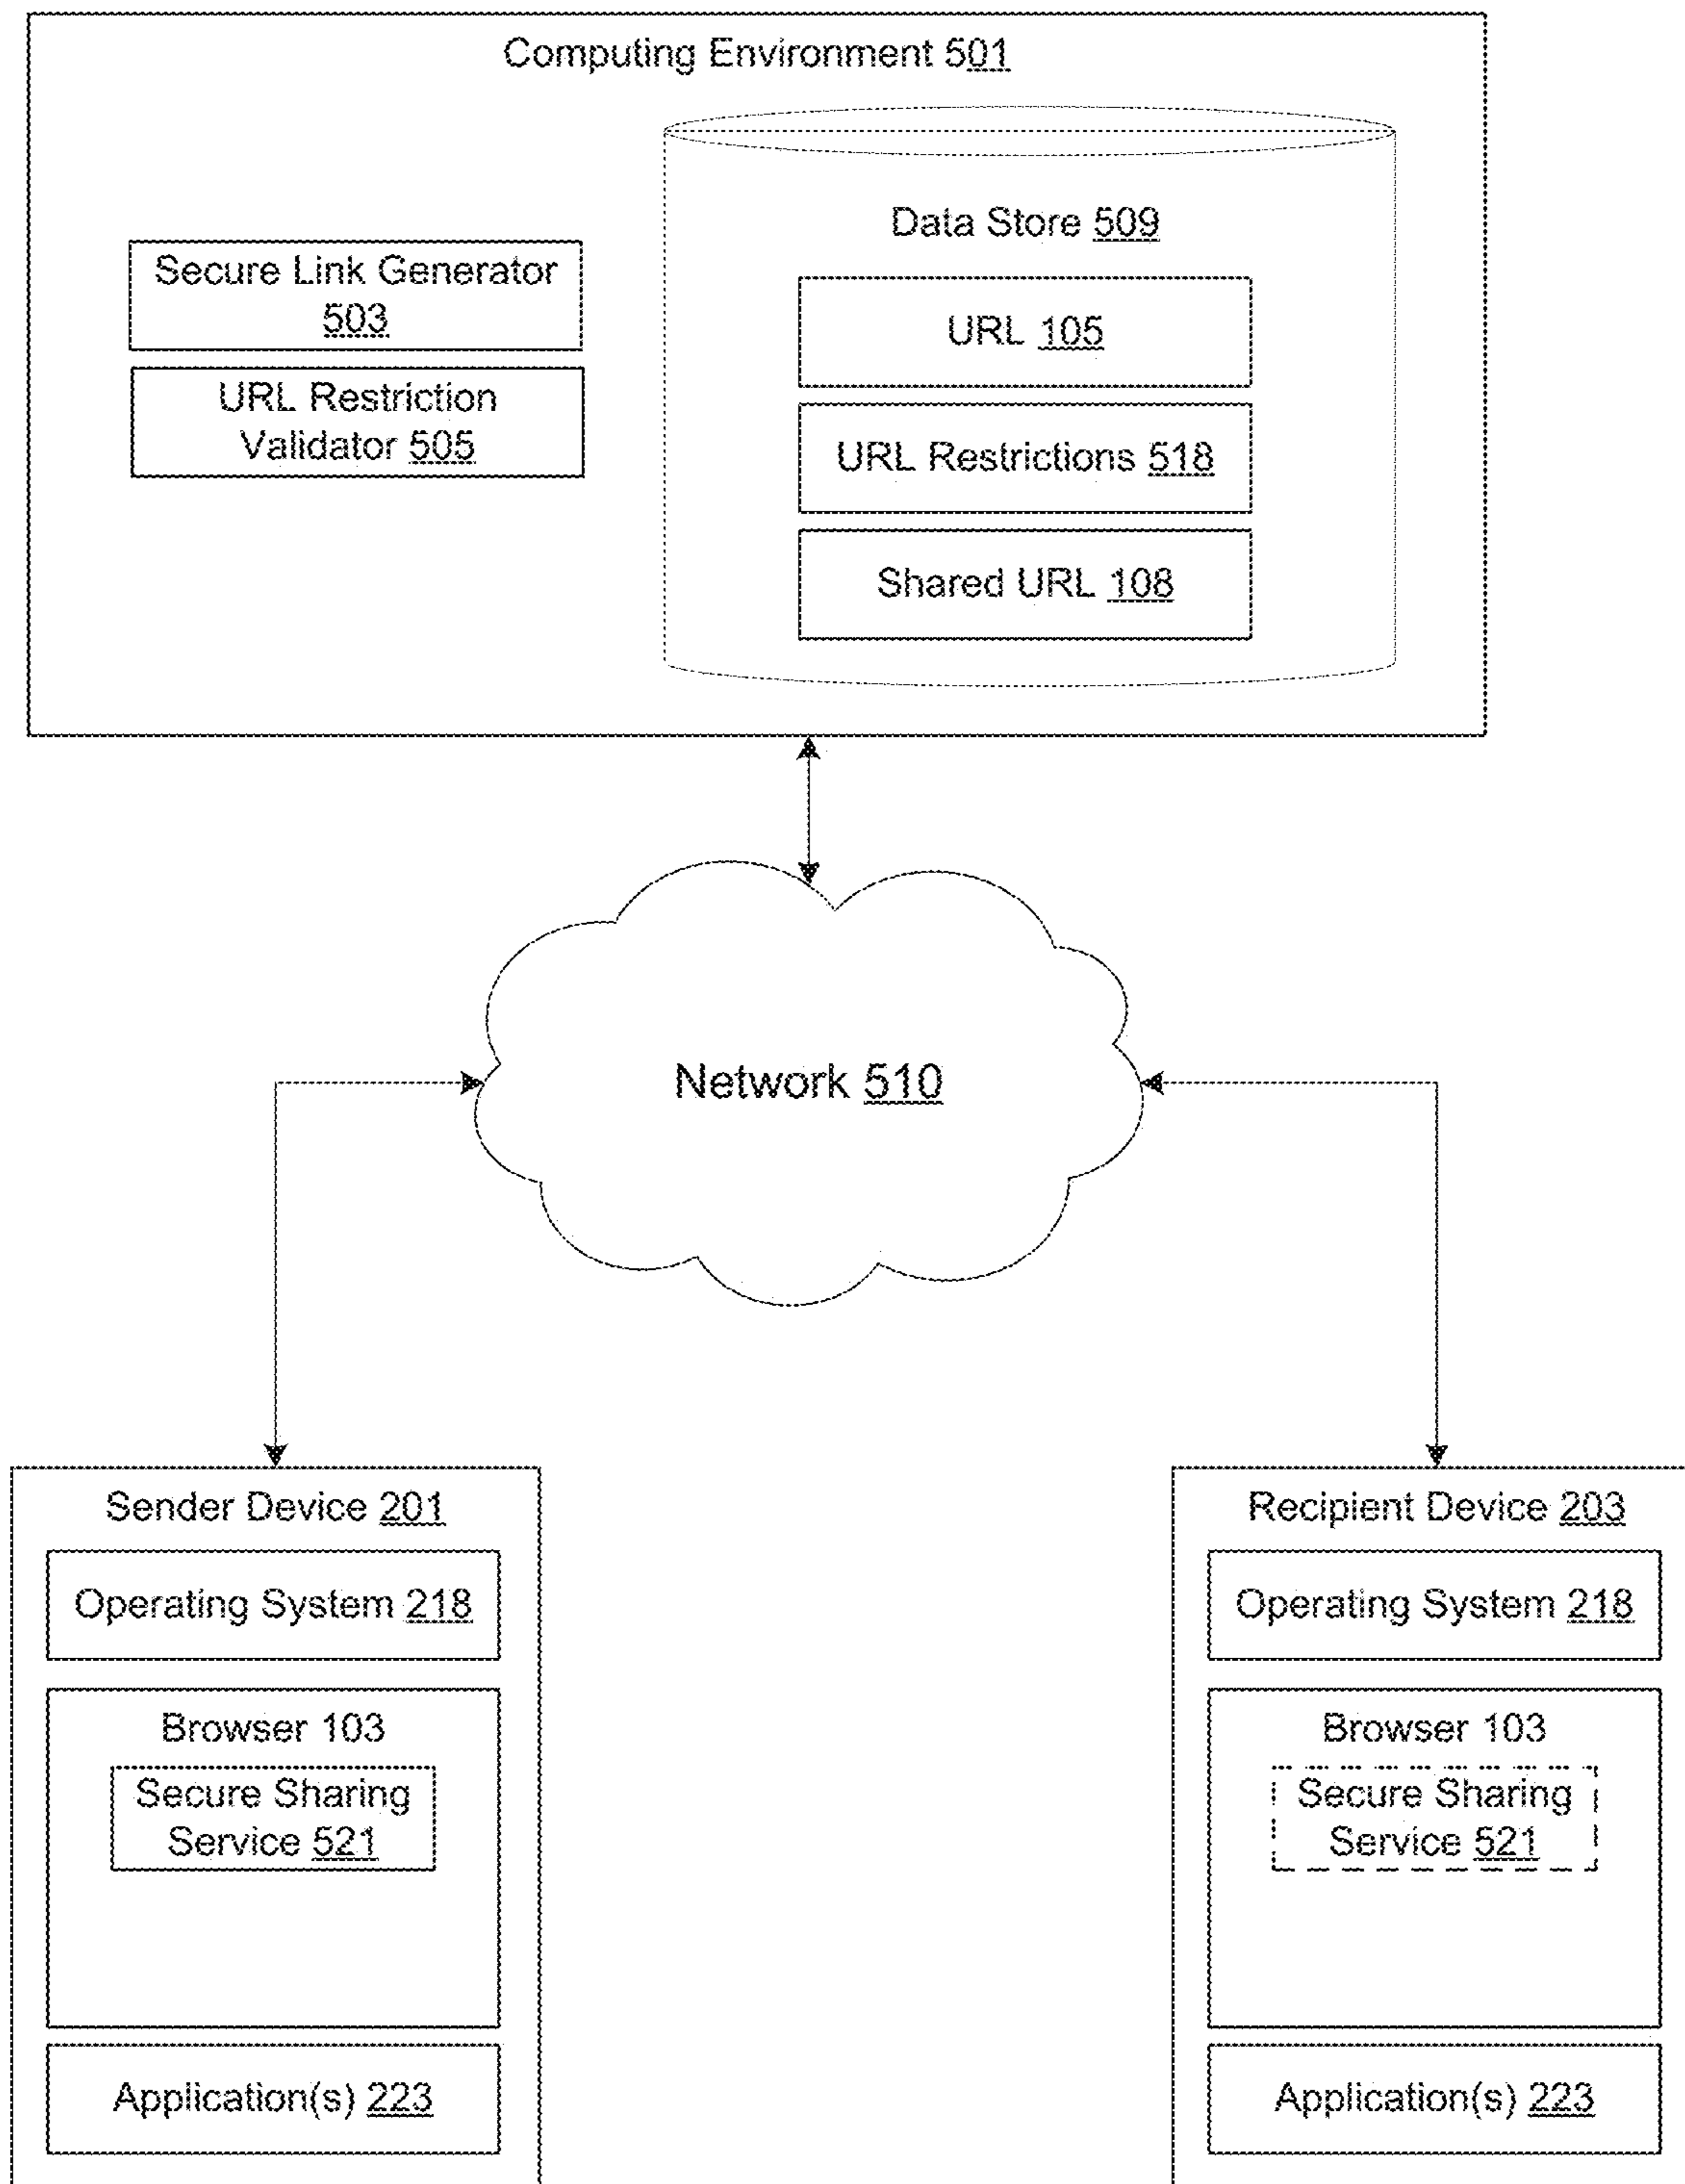 Computing Environment 501
Data Store 509
Secure Link Generator
503
URL Restriction
Validator 505
URL 105
URL Restrictions 518
Shared URL 108
Network 510
Sender Device 201
Operating System 218
Browser 103
Secure Sharing
Service 521
Application(s) 223
Recipient Device 203
Operating System 218
Browser 103
Secure Sharing
Service 521
Application(s) 223